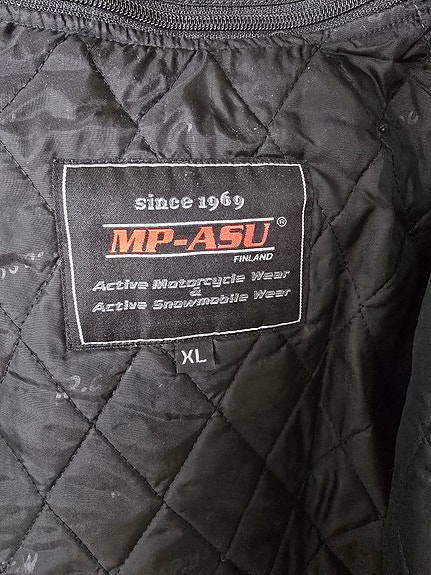 since 1969
MP-ASU®
FINLAND
Active Motorcycle Wear
&
Active Snowmobile Wear
XL